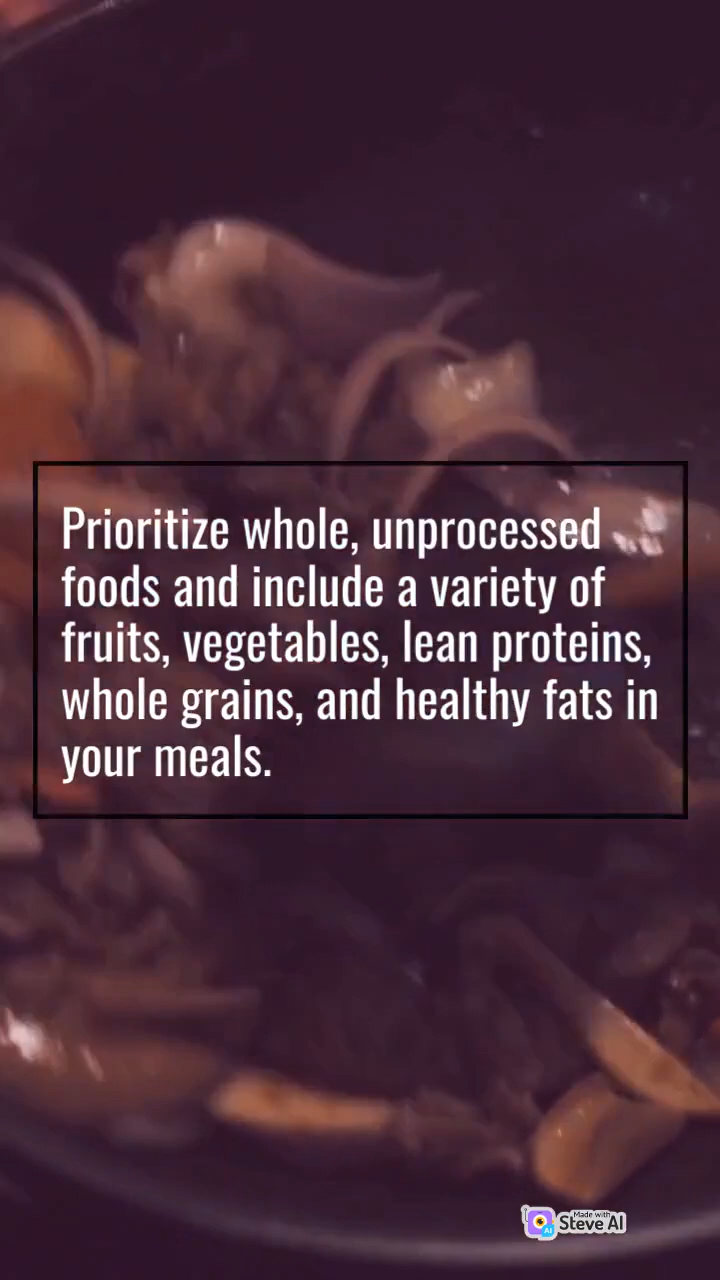 Prioritize whole, unprocessed
foods and include a variety of
fruits, vegetables, lean proteins,
whole grains, and healthy fats in
your meals.
Made with
Steve AI
AI